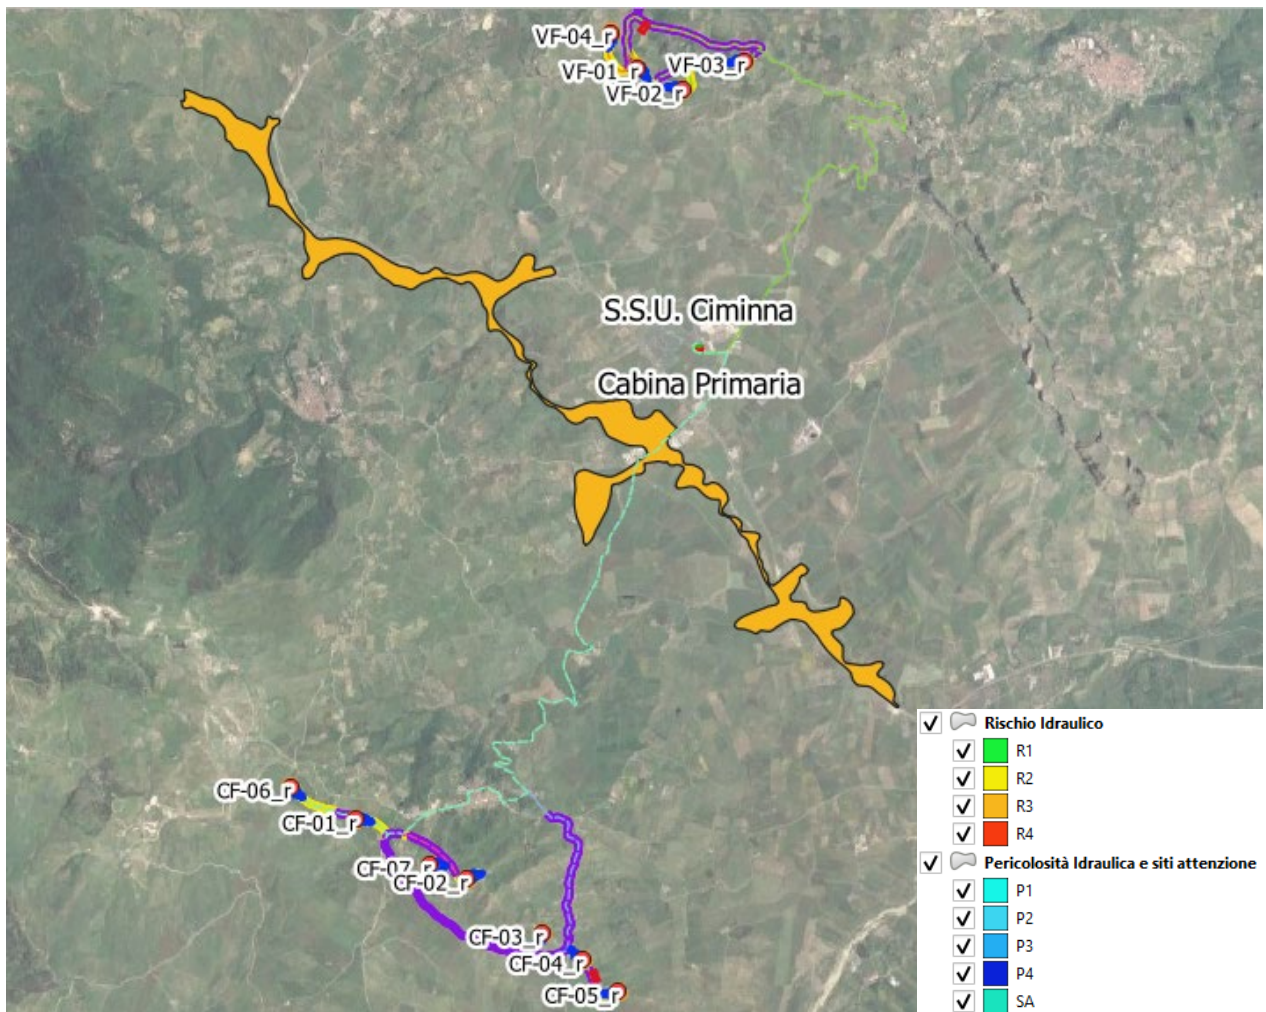 VF-04_r
VF-01_r
VF-03_r
VF-02_r
S.S.U. Ciminna
Cabina Primaria
CF-06_r
CF-01_r
CF-07_r
CF-02_r
CF-03_r
CF-04_r
CF-05_r
Rischio Idraulico
R1
R2
R3
R4
Pericolosità Idraulica e siti attenzione
P1
P2
P3
P4
SA